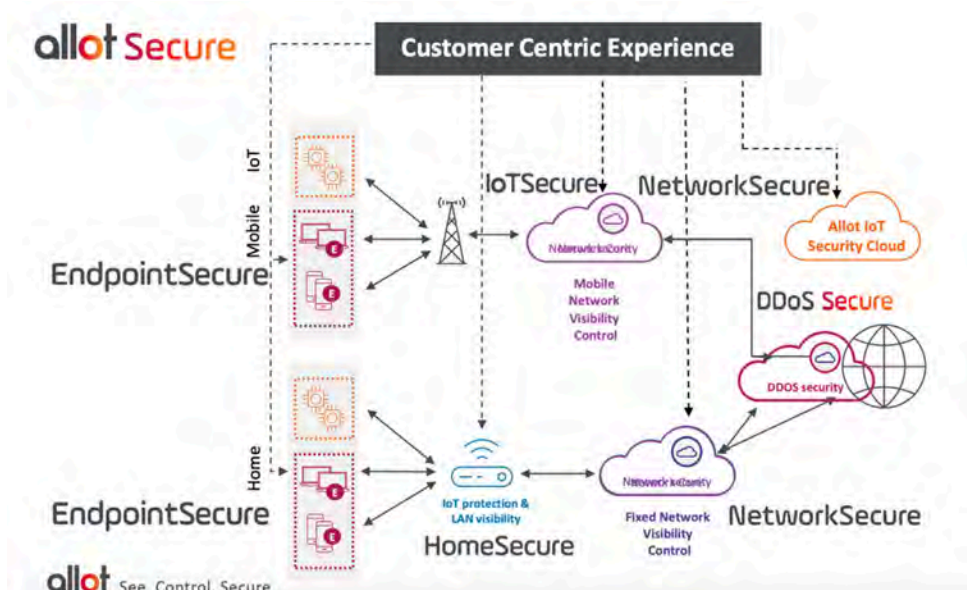 allot Secure
Customer Centric Experience
IoT
Mobile
EndpointSecure
E
E
IoTSecure
NetworkSecure
Mobile
Network
Visibility
Control
Allot IoT
Security Cloud
DDoS Secure
DDOS security
Home
EndpointSecure
E
E
IoT protection &
LAN visibility
HomeSecure
Fixed Network
Visibility
Control
NetworkSecure
allot See. Control. Secure.